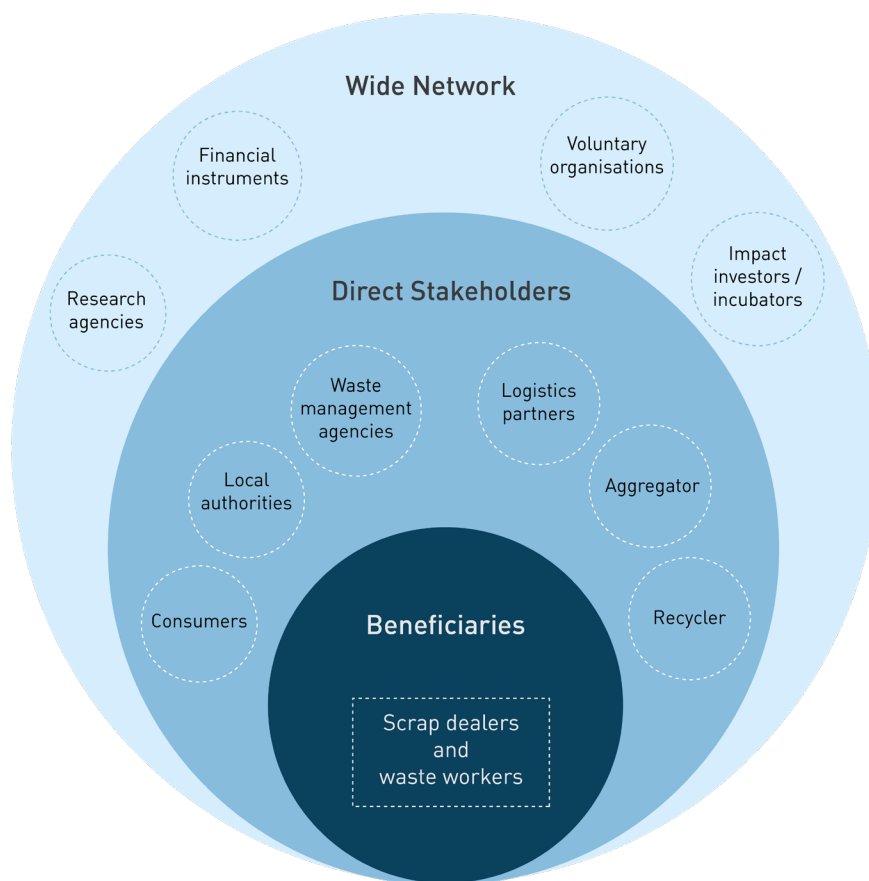 Wide Network
Financial
instruments
Voluntary
organisations
Research
agencies
Impact
investors /
incubators
Direct Stakeholders
Waste
management
agencies
Logistics
partners
Local
authorities
Aggregator
Consumers
Recycler
Beneficiaries
Scrap dealers
and
waste workers